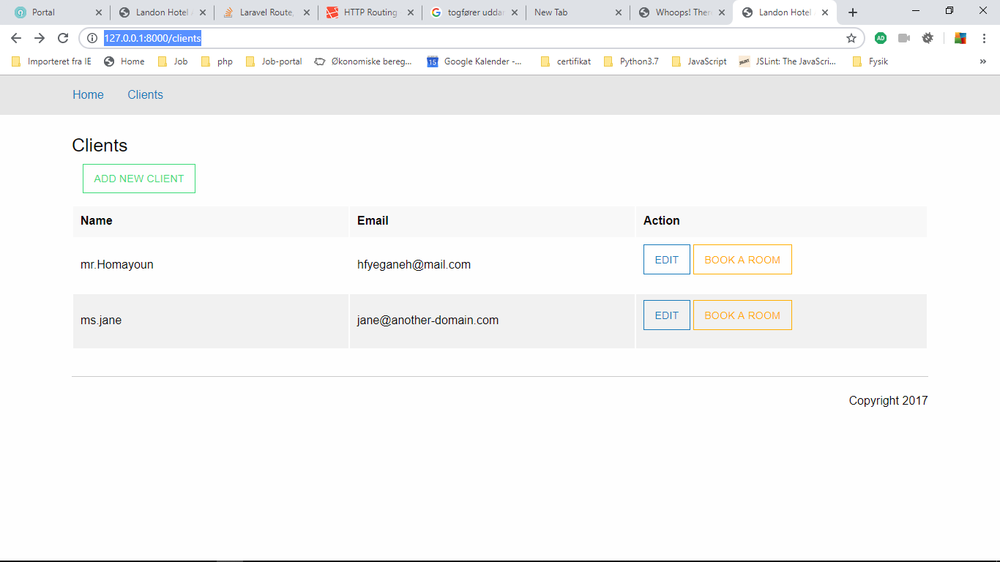 Portal
Landon Hotel
Laravel Route,
HTTP Routing
togfører uddan
New Tab
Whoops! Then
Landon Hotel
127.0.0.1:8000/clients
AD
Importeret fra IE
Home
Job
php
Job-portal
Økonomiske bereg...
15
Google Kalender -...
certifikat
Python3.7
JavaScript
JSLint: The JavaScri...
Fysik
»
Home Clients
Clients
ADD NEW CLIENT
Name Email Action
mr.Homayoun hfyeganeh@mail.com EDIT BOOK A ROOM
ms.jane jane@another-domain.com EDIT BOOK A ROOM
Copyright 2017